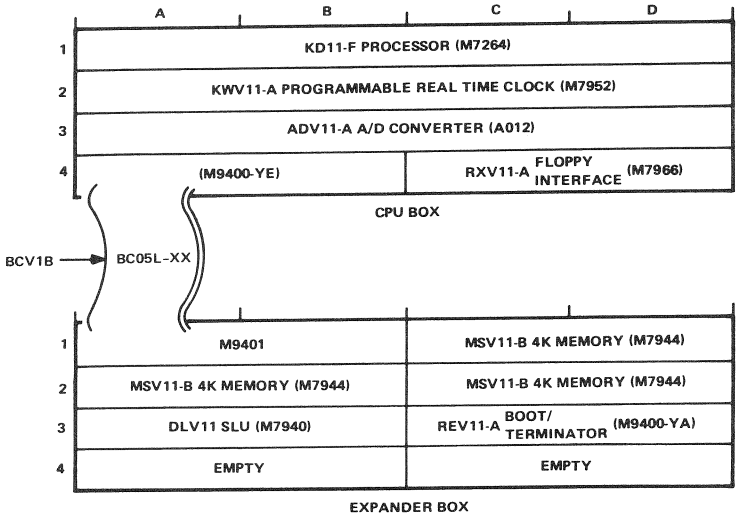 A B C D
1 KD11-F PROCESSOR (M7264)
2 KWV11-A PROGRAMMABLE REAL TIME CLOCK (M7952)
3 ADV11-A A/D CONVERTER (A012)
4 (M9400-YE) RXV11-A FLOPPY INTERFACE (M7966)
CPU BOX
BCV1B BC05L-XX
1 M9401 MSV11-B 4K MEMORY (M7944)
2 MSV11-B 4K MEMORY (M7944) MSV11-B 4K MEMORY (M7944)
3 DLV11 SLU (M7940) REV11-A BOOT/ TERMINATOR (M9400-YA)
4 EMPTY EMPTY
EXPANDER BOX